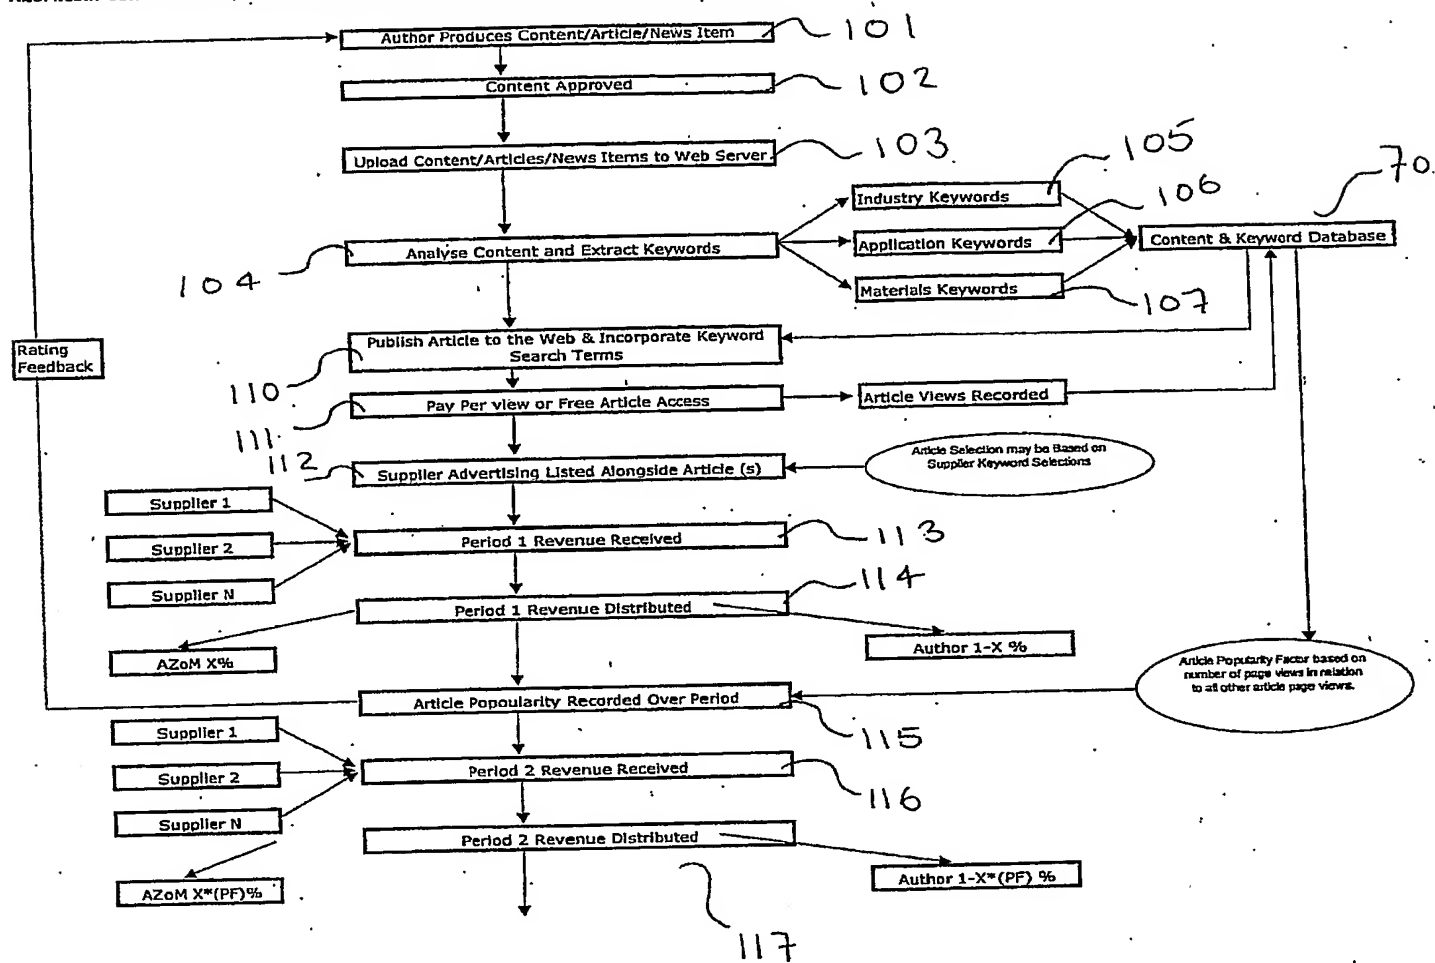 Author Produces Content/Article/News Item
101
Content Approved
102
Upload Content/Articles/News Items to Web Server
103
105
70.
Industry Keywords
106
Analyse Content and Extract Keywords
Application Keywords
Content & Keyword Database
104
Materials Keywords
107
Publish Article to the Web & Incorporate Keyword
Search Terms
Rating
Feedback
110
Pay Per view or Free Article Access
Article Views Recorded
111.
112
Supplier Advertising Listed Alongside Article (s)
Article Selection may be Based on
Supplier Keyword Selections
Supplier 1
Supplier 2
Supplier N
Period 1 Revenue Received
113
114
Period 1 Revenue Distributed
AZoM X%
Author 1-X %
Article Popoularity Recorded Over Period
115
Article Popularity Factor based on
number of page views in relation
to all other article page views.
Supplier 1
Supplier 2
Supplier N
Period 2 Revenue Received
116
Period 2 Revenue Distributed
AZoM X*(PF)%
Author 1-X*(PF) %
117